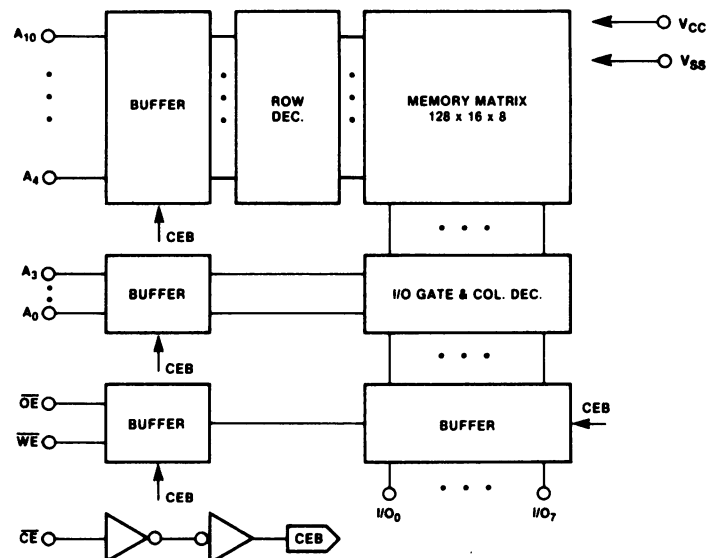 A10
VCC
VSS
BUFFER
ROW
DEC.
MEMORY MATRIX
128 x 16 x 8
A4
CEB
A3
A0
BUFFER
I/O GATE & COL. DEC.
CEB
OE
WE
BUFFER
BUFFER
CEB
CEB
I/O0
I/O7
CE
CEB